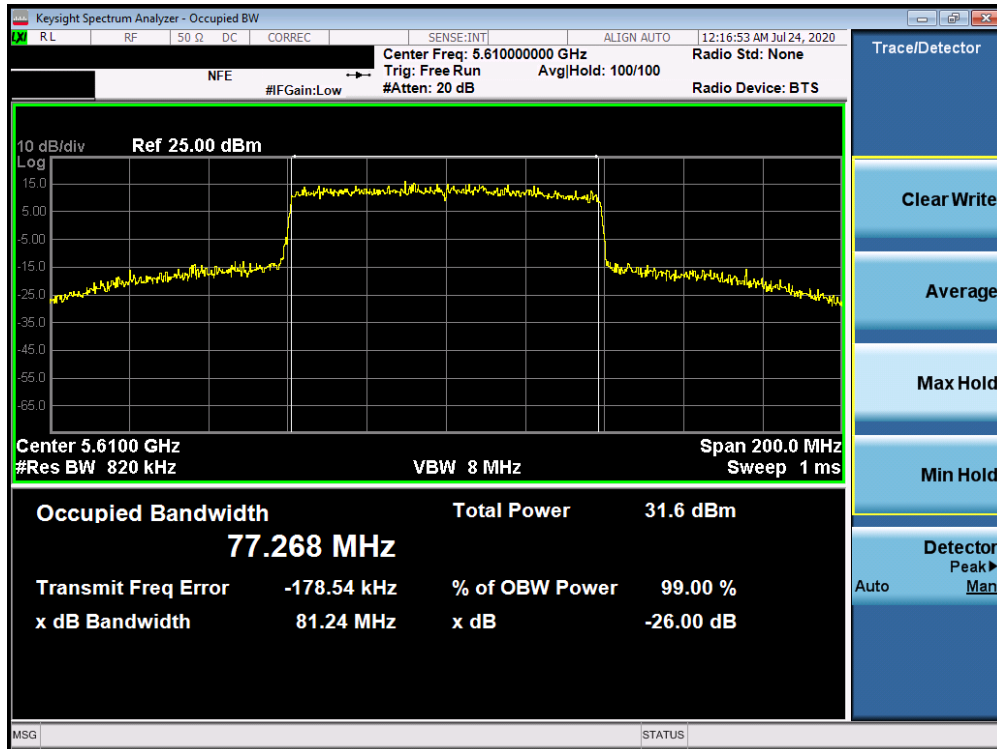 Keysight Spectrum Analyzer - Occupied BW
LXI RL RF 50 Ω DC CORREC SENSE:INT ALIGN AUTO 12:16:53 AM Jul 24, 2020
Center Freq: 5.610000000 GHz Radio Std: None
NFE Trig: Free Run Avg|Hold: 100/100
#IFGain:Low #Atten: 20 dB Radio Device: BTS
Trace/Detector
10 dB/div Ref 25.00 dBm
Log
15.0
5.00
-5.00
-15.0
-25.0
-35.0
-45.0
-55.0
-65.0
Center 5.6100 GHz Span 200.0 MHz
#Res BW 820 kHz VBW 8 MHz Sweep 1 ms
Occupied Bandwidth Total Power 31.6 dBm
77.268 MHz
Transmit Freq Error -178.54 kHz % of OBW Power 99.00 %
x dB Bandwidth 81.24 MHz x dB -26.00 dB
Clear Write
Average
Max Hold
Min Hold
Detector
Peak▶
Auto Man
MSG STATUS